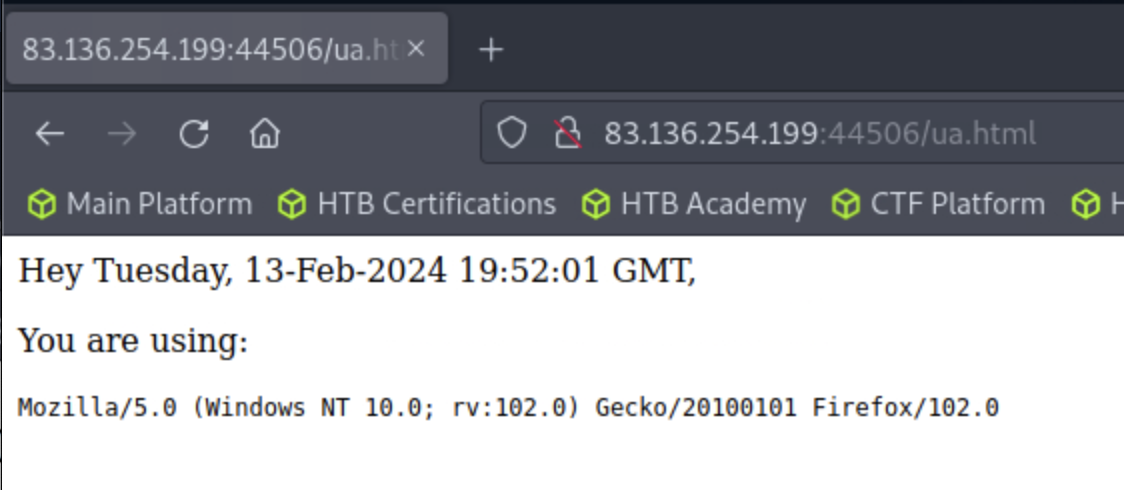 83.136.254.199:44506/ua.ht
83.136.254.199:44506/ua.html
Main Platform HTB Certifications HTB Academy CTF Platform H
Hey Tuesday, 13-Feb-2024 19:52:01 GMT,
You are using:
Mozilla/5.0 (Windows NT 10.0; rv:102.0) Gecko/20100101 Firefox/102.0